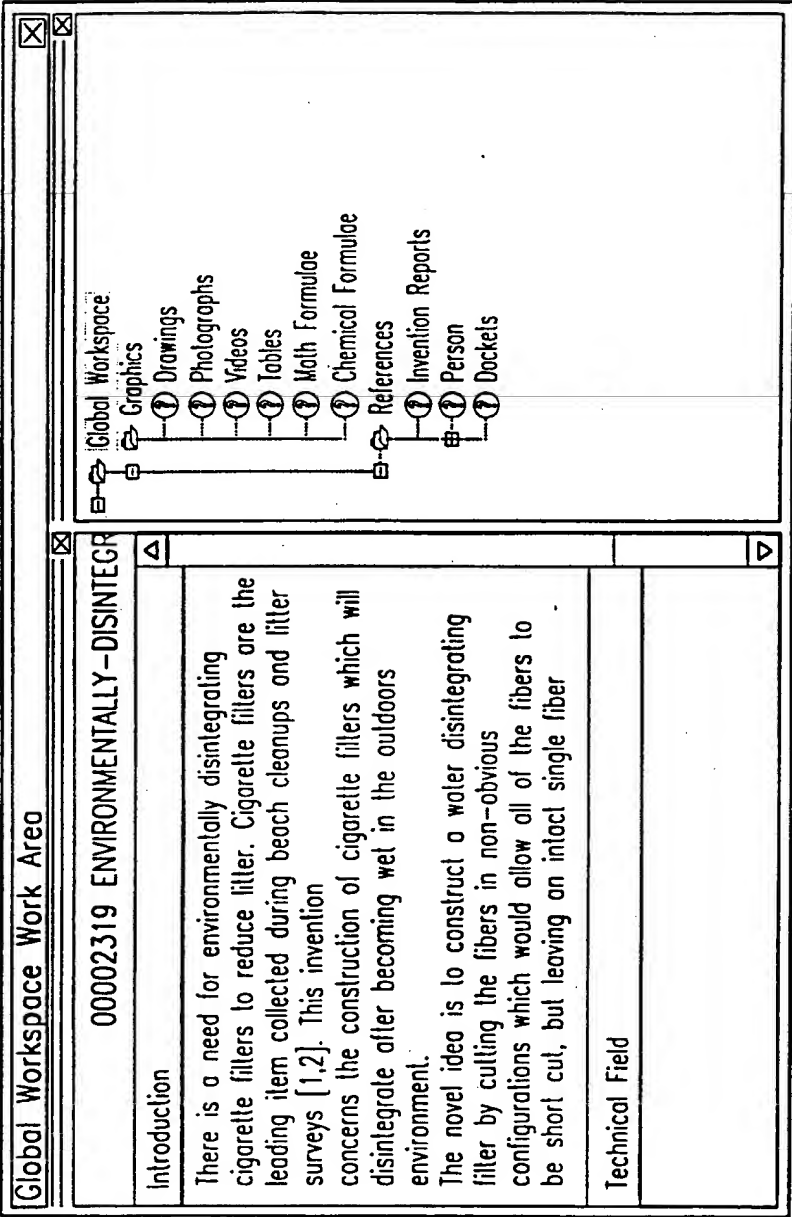 Global Workspace Work Area
00002319 ENVIRONMENTALLY-DISINTEGR
Introduction
There is a need for environmentally disintegrating
cigarette filters to reduce litter. Cigarette filters are the
leading item collected during beach cleanups and litter
surveys [1,2]. This invention
concerns the construction of cigarette filters which will
disintegrate after becoming wet in the outdoors
environment.
The novel idea is to construct a water disintegrating
filter by cutting the fibers in non-obvious
configurations which would allow all of the fibers to
be short cut, but leaving an intact single fiber
Technical Field
Global Workspace
Graphics
Drawings
Photographs
Videos
Tables
Math Formulae
Chemical Formulae
References
Invention Reports
Person
Dockets